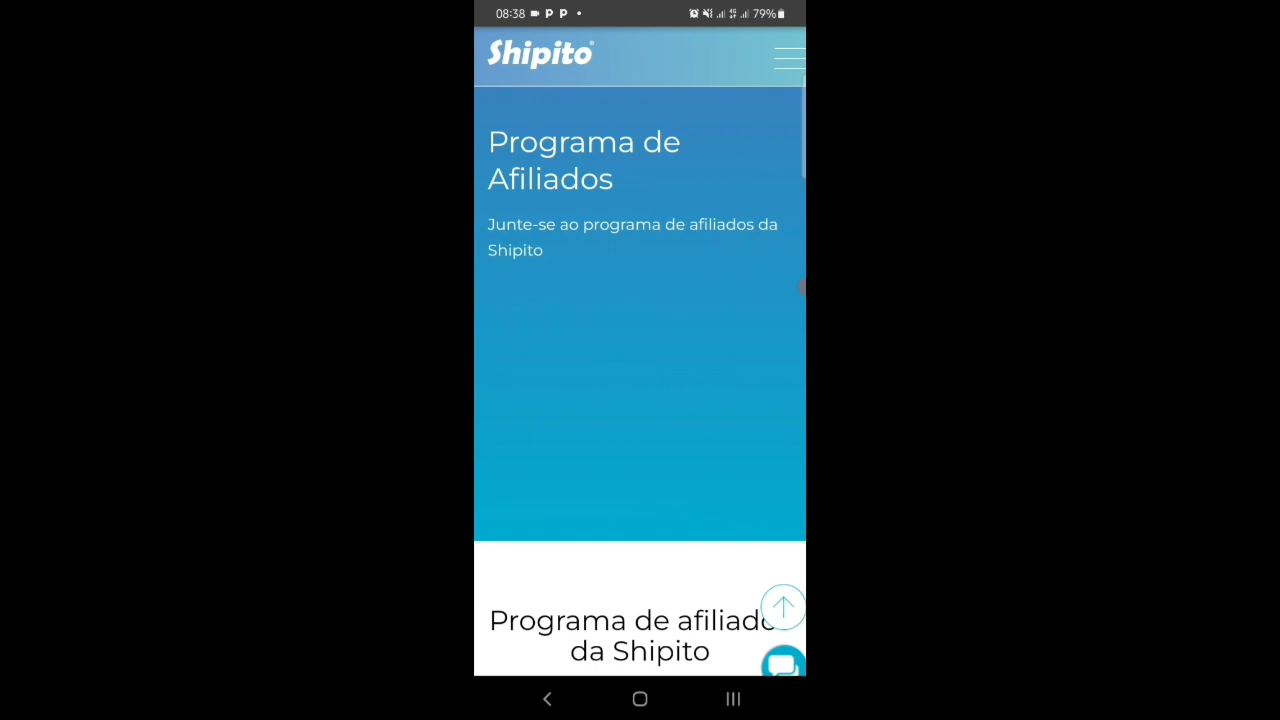 08:38
79%
Shipito
Programa de
Afiliados
Junte-se ao programa de afiliados da
Shipito
Programa de afiliado
da Shipito